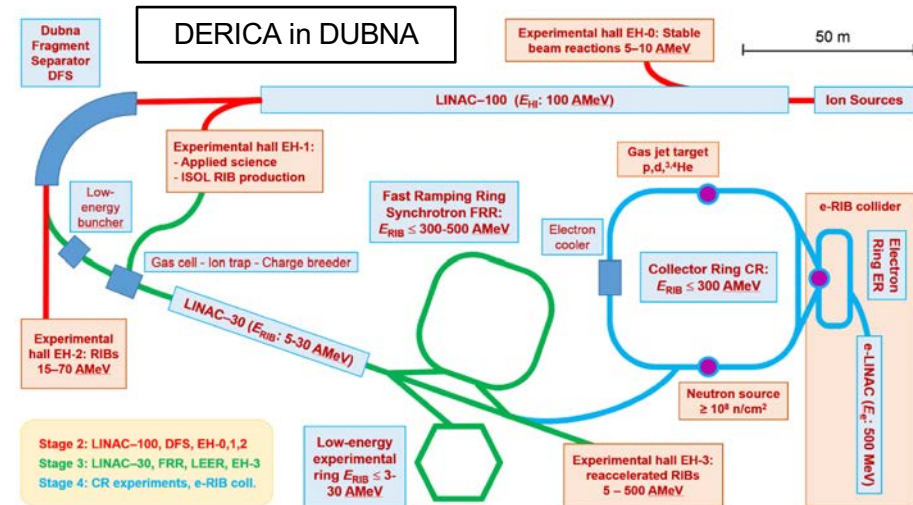 DERICA in DUBNA
Dubna
Fragment
Separator
DFS
Experimental hall EH-0: Stable
beam reactions 5–10 AMeV
50 m
LINAC–100 (E_HI: 100 AMeV)
Ion Sources
Experimental hall EH-1:
- Applied science
- ISOL RIB production
Low-
energy
buncher
Gas cell - Ion trap - Charge breeder
Fast Ramping Ring
Synchrotron FRR:
E_RIB ≤ 300-500 AMeV
Gas jet target
p,d,³,⁴He
e-RIB collider
Electron
cooler
Collector Ring CR:
E_RIB ≤ 300 AMeV
Electron
Ring ER
LINAC–30 (E_RIB: 5-30 AMeV)
Experimental
hall EH-2: RIBs
15–70 AMeV
e-LINAC (E_e: 500 MeV)
Neutron source
≥ 10⁸ n/cm²
Stage 2: LINAC–100, DFS, EH-0,1,2
Stage 3: LINAC–30, FRR, LEER, EH-3
Stage 4: CR experiments, e-RIB coll.
Low-energy
experimental
ring E_RIB ≤ 3-
30 AMeV
Experimental hall EH-3:
reaccelerated RIBs
5 – 500 AMeV